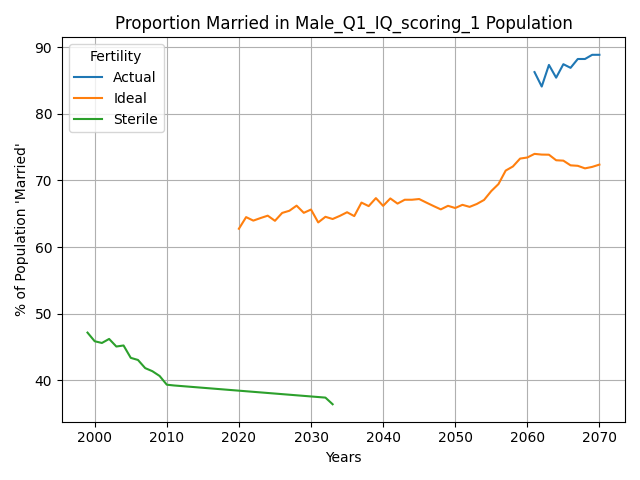 Proportion Married in Male_Q1_IQ_scoring_1 Population
Fertility
Actual
Ideal
Sterile
% of Population 'Married'
90
80
70
60
50
40
2000 2010 2020 2030 2040 2050 2060 2070
Years